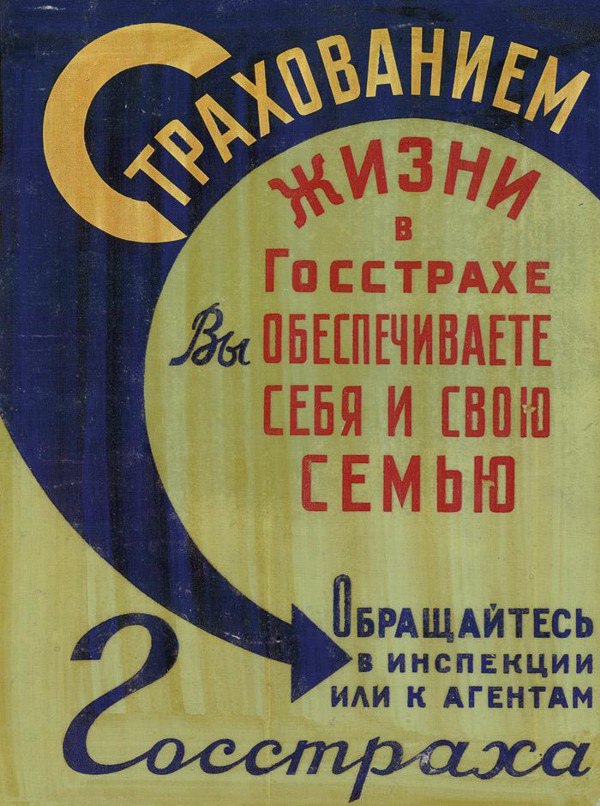 Страхованием
жизни
в
Госстрахе
Вы обеспечиваете
себя и свою
семью
Обращайтесь
в инспекции
или к агентам
Госстраха